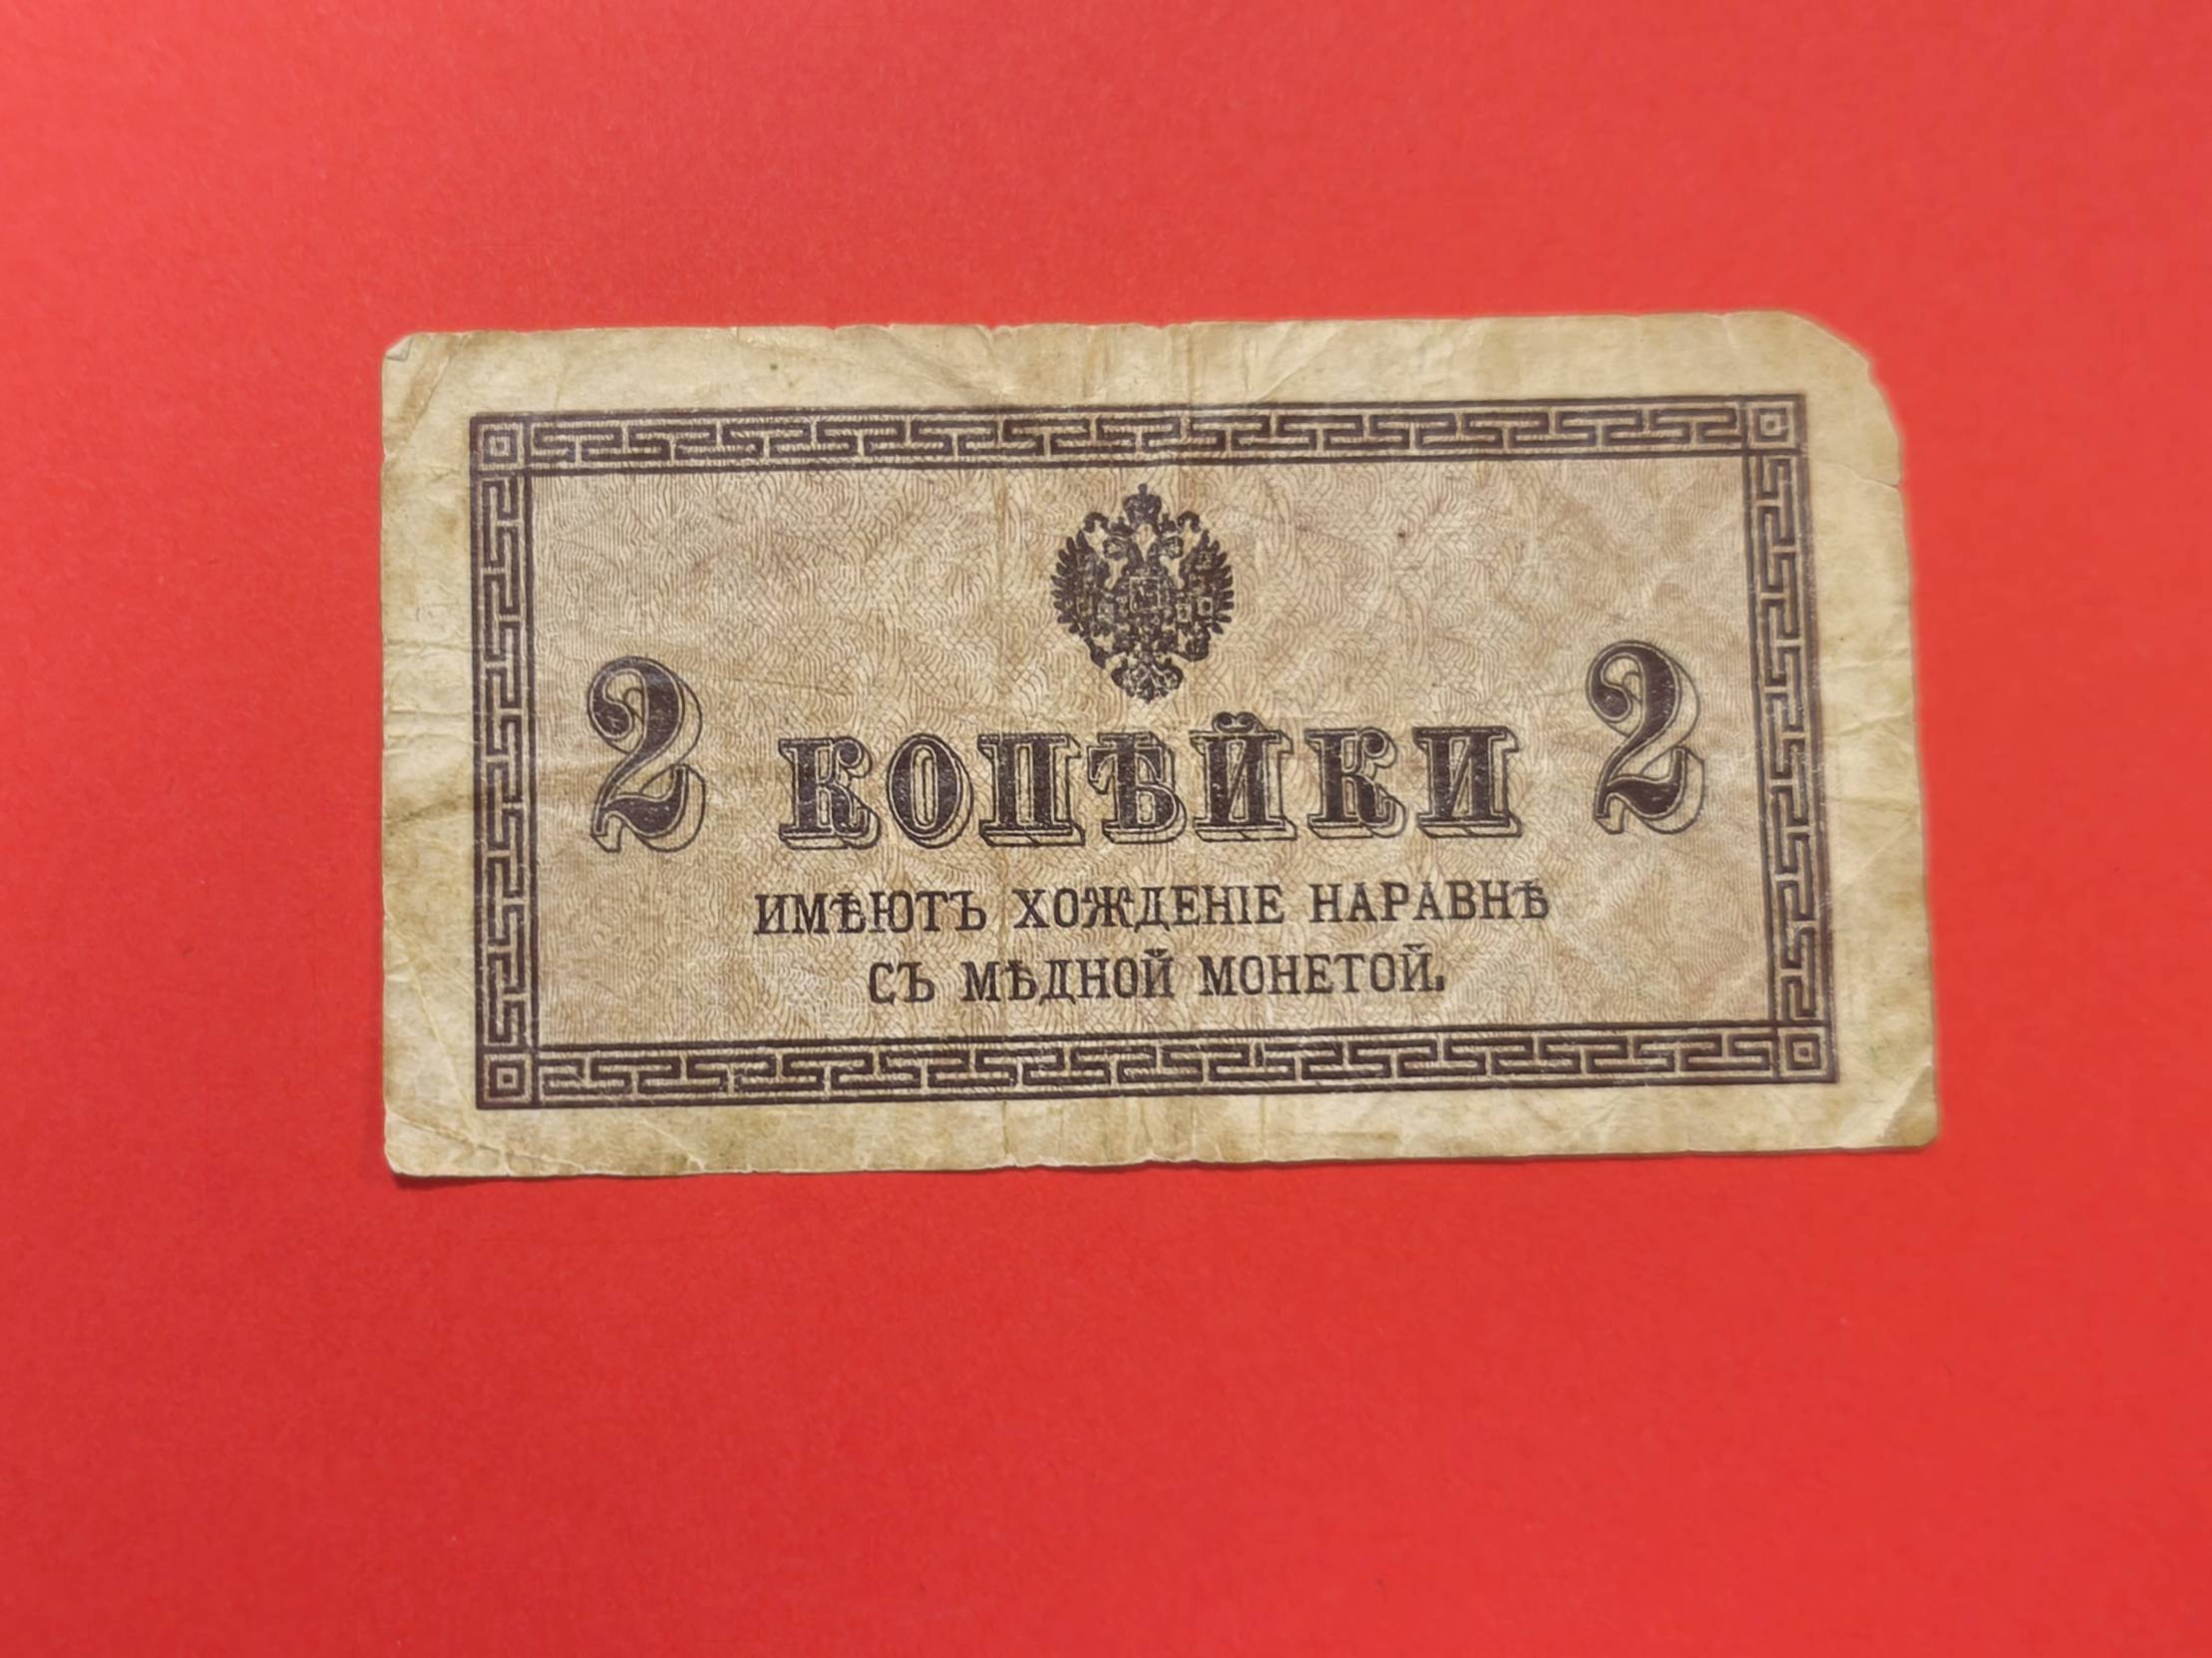 2 КОПѢЙКИ 2
ИМѢЮТЪ ХОЖДЕНІЕ НАРАВНѢ
СЪ МѢДНОЙ МОНЕТОЙ.